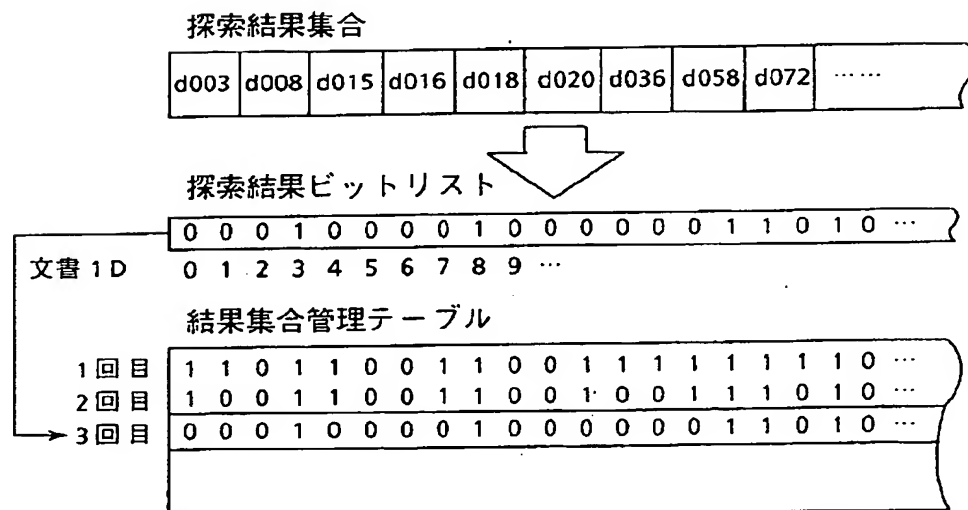 探索結果集合
d003 d008 d015 d016 d018 d020 d036 d058 d072 ……
探索結果ビットリスト
0 0 0 1 0 0 0 0 1 0 0 0 0 0 0 1 1 0 1 0 …
文書1D 0 1 2 3 4 5 6 7 8 9 …
結果集合管理テーブル
1回目 1 1 0 1 1 0 0 1 1 0 0 1 1 1 1 1 1 1 1 0 …
2回目 1 0 0 1 1 0 0 1 1 0 0 1 0 0 1 1 1 0 1 0 …
3回目 0 0 0 1 0 0 0 0 1 0 0 0 0 0 0 1 1 0 1 0 …